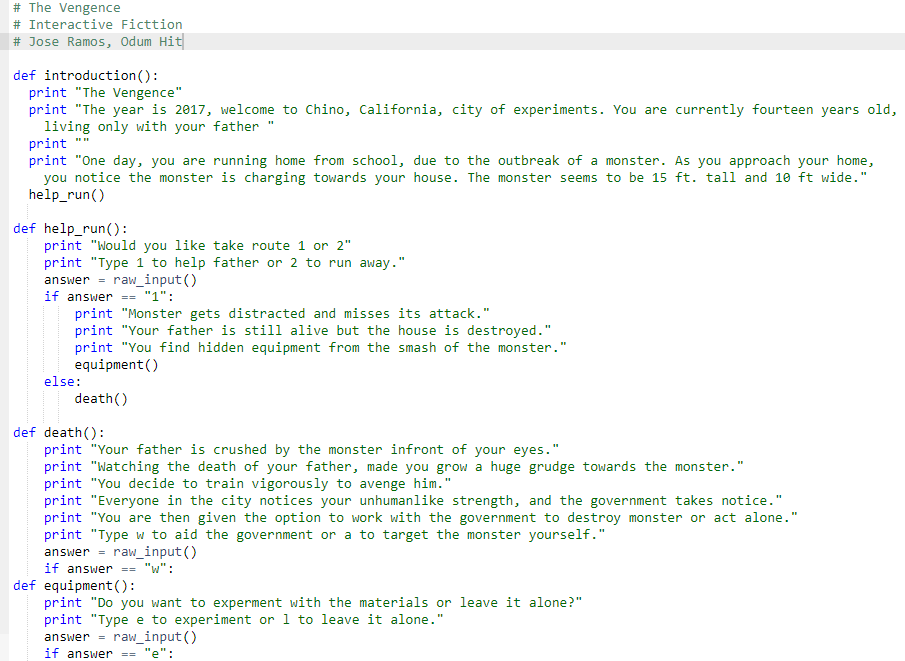 # The Vengence
# Interactive Ficttion
# Jose Ramos, Odum Hit
def introduction():
print "The Vengence"
print "The year is 2017, welcome to Chino, California, city of experiments. You are currently fourteen years old,
living only with your father "
print ""
print "One day, you are running home from school, due to the outbreak of a monster. As you approach your home,
you notice the monster is charging towards your house. The monster seems to be 15 ft. tall and 10 ft wide."
help_run()
def help_run():
print "Would you like take route 1 or 2"
print "Type 1 to help father or 2 to run away."
answer = raw_input()
if answer == "1":
print "Monster gets distracted and misses its attack."
print "Your father is still alive but the house is destroyed."
print "You find hidden equipment from the smash of the monster."
equipment()
else:
death()
def death():
print "Your father is crushed by the monster infront of your eyes."
print "Watching the death of your father, made you grow a huge grudge towards the monster."
print "You decide to train vigorously to avenge him."
print "Everyone in the city notices your unhumanlike strength, and the government takes notice."
print "You are then given the option to work with the government to destroy monster or act alone."
print "Type w to aid the government or a to target the monster yourself."
answer = raw_input()
if answer == "w":
def equipment():
print "Do you want to experment with the materials or leave it alone?"
print "Type e to experiment or l to leave it alone."
answer = raw_input()
if answer == "e":